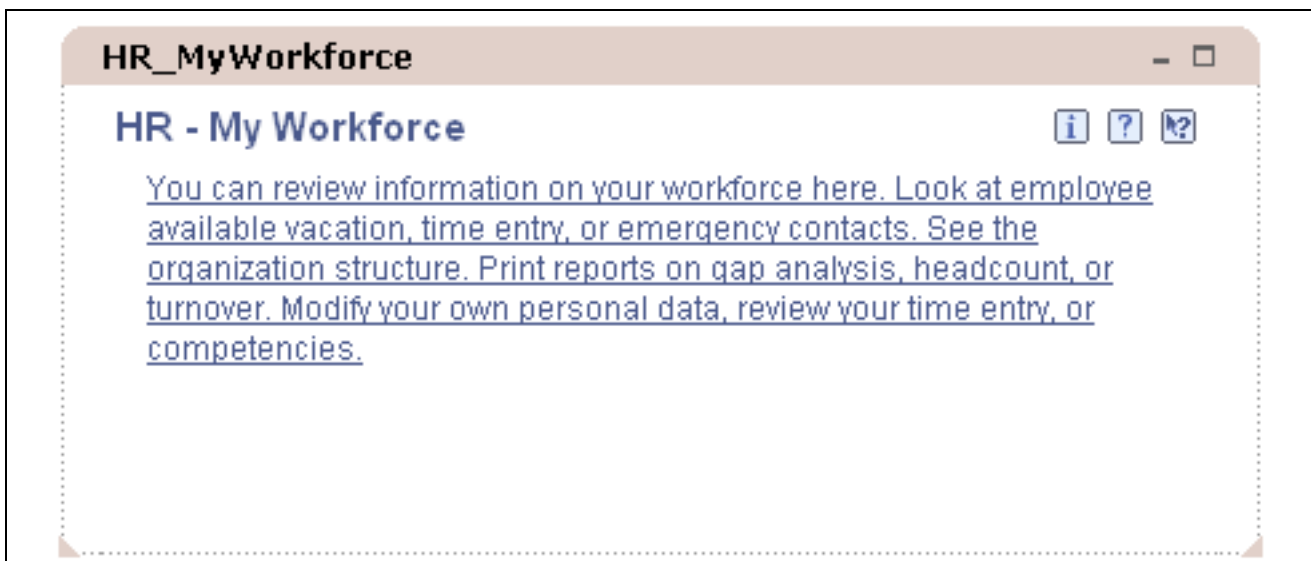 HR_MyWorkforce
HR - My Workforce
You can review information on your workforce here. Look at employee
available vacation, time entry, or emergency contacts. See the
organization structure. Print reports on gap analysis, headcount, or
turnover. Modify your own personal data, review your time entry, or
competencies.